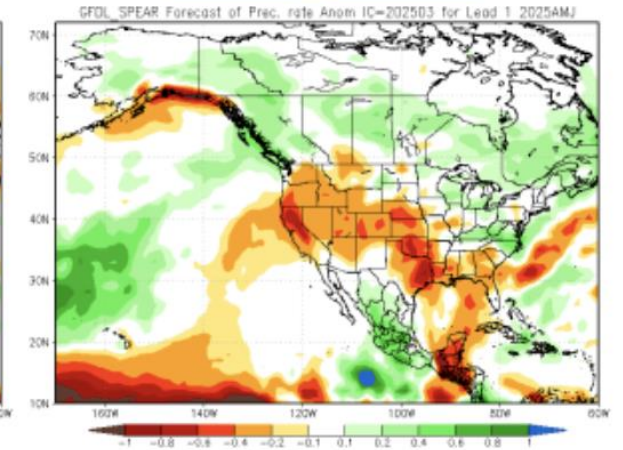 GFDL_SPEAR Forecast of Prec. rate Anom IC=202503 for Lead 1 2025AMJ
70N
60N
50N
40N
30N
20N
10N
160W 140W 120W 100W 80W 60W
-1 -0.8 -0.6 -0.4 -0.2 -0.1 0.1 0.2 0.4 0.6 0.8 1